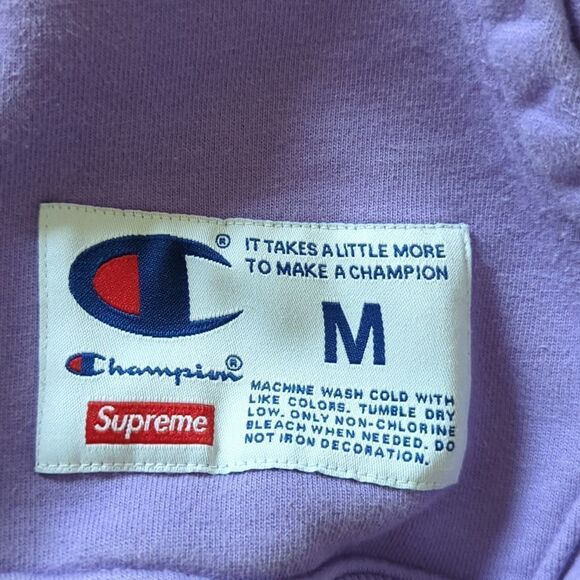 ®
IT TAKES A LITTLE MORE
TO MAKE A CHAMPION
M
Champion®
Supreme
MACHINE WASH COLD WITH
LIKE COLORS. TUMBLE DRY
LOW. ONLY NON-CHLORINE
BLEACH WHEN NEEDED. DO
NOT IRON DECORATION.